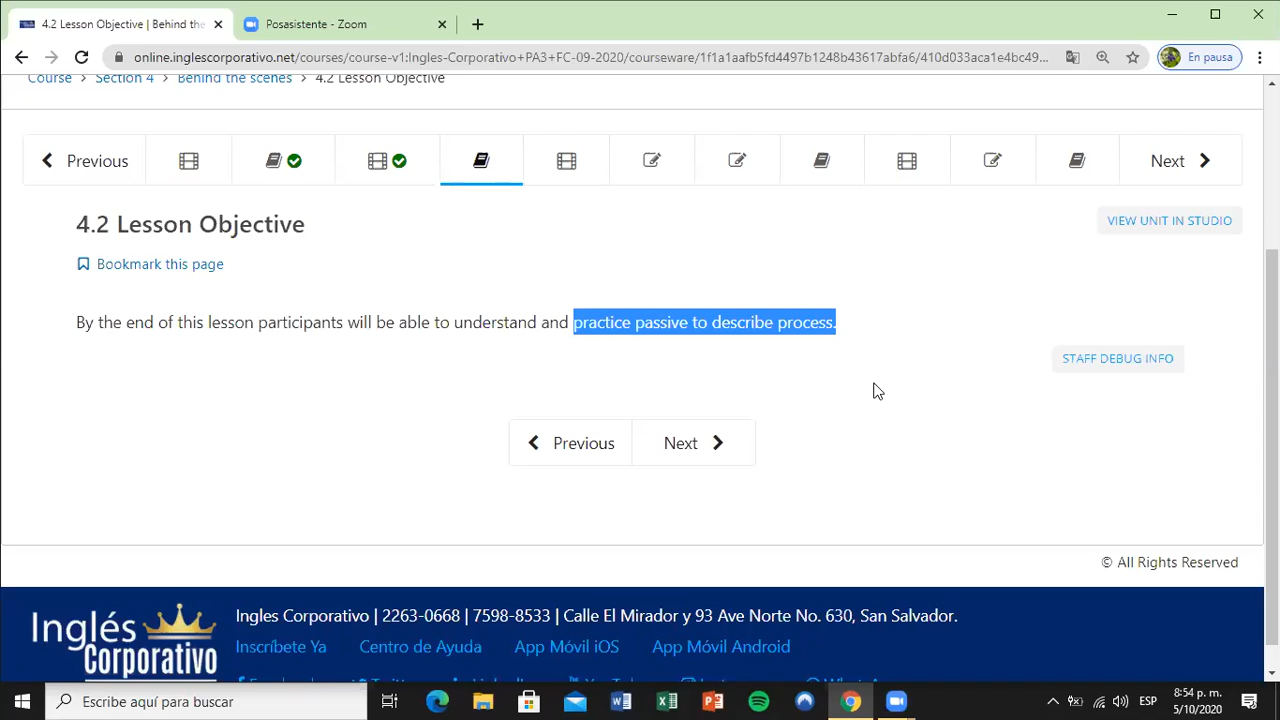 4.2 Lesson Objective | Behind the
Posasistente - Zoom
online.inglescorporativo.net/courses/course-v1:Ingles-Corporativo+PA3+FC-09-2020/courseware/1f1a1aafb5fd4497b1248b43617abfa6/410d033aca1e4bc49...
En pausa
Course > Section 4 > Behind the scenes > 4.2 Lesson Objective
Previous
Next
4.2 Lesson Objective
VIEW UNIT IN STUDIO
Bookmark this page
By the end of this lesson participants will be able to understand and practice passive to describe process.
STAFF DEBUG INFO
Previous
Next
© All Rights Reserved
Inglés Corporativo
Ingles Corporativo | 2263-0668 | 7598-8533 | Calle El Mirador y 93 Ave Norte No. 630, San Salvador.
Inscríbete Ya Centro de Ayuda App Móvil iOS App Móvil Android
Escribe aquí para buscar
ESP
8:54 p. m.
5/10/2020